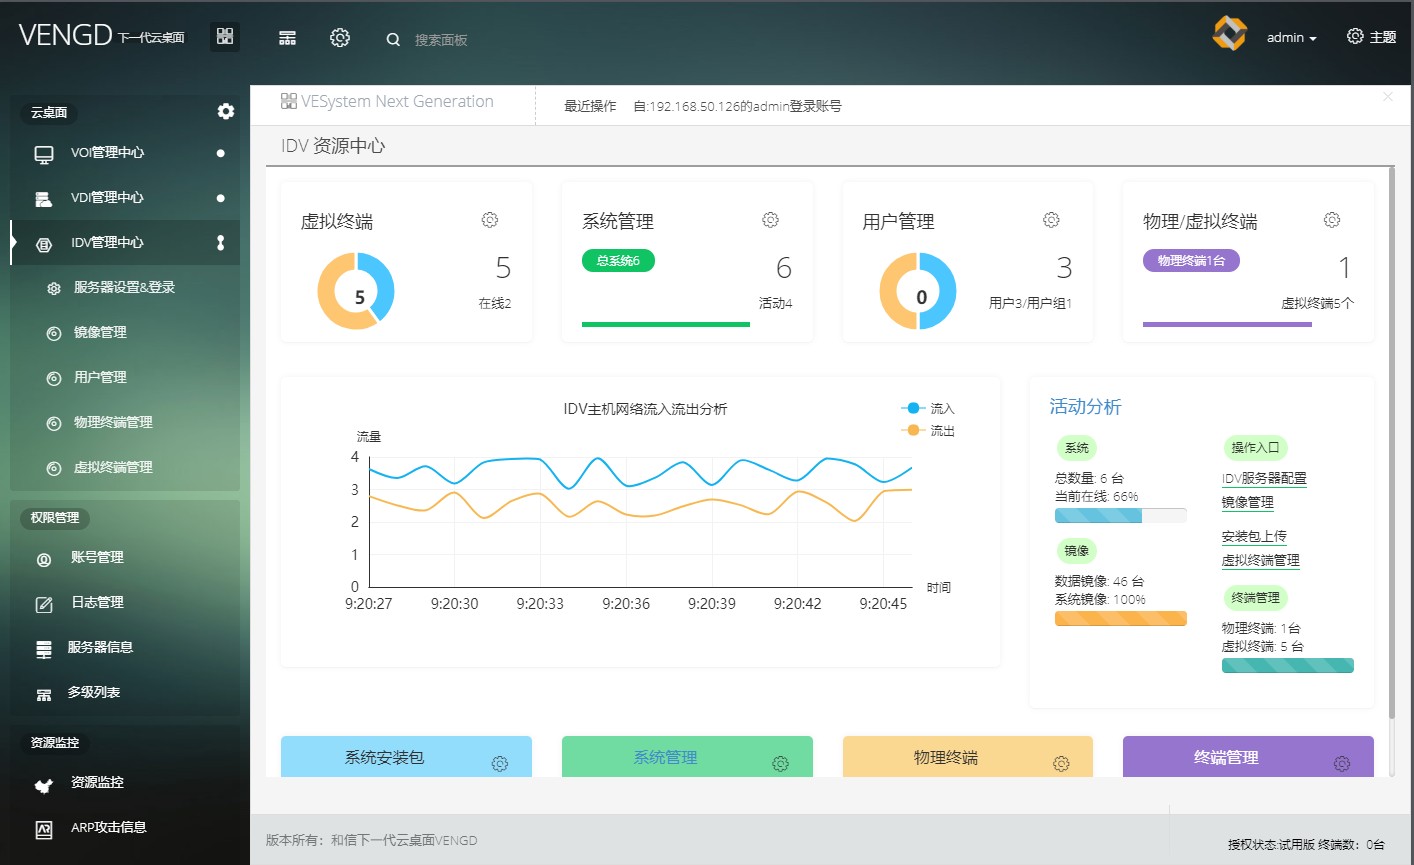 VENGD 下一代云桌面
搜索面板
admin
主题
云桌面
VOI管理中心
VDI管理中心
IDV管理中心
服务器设置&登录
镜像管理
用户管理
物理终端管理
虚拟终端管理
权限管理
账号管理
日志管理
服务器信息
多级列表
资源监控
资源监控
ARP攻击信息
VESystem Next Generation
最近操作 自:192.168.50.126的admin登录账号
IDV 资源中心
虚拟终端
5
5
在线2
系统管理
总系统6
6
活动4
用户管理
0
3
用户3/用户组1
物理/虚拟终端
物理终端1台
1
虚拟终端5个
IDV主机网络流入流出分析
流入
流出
流量
4
3
2
1
0
9:20:27 9:20:30 9:20:33 9:20:36 9:20:39 9:20:42 9:20:45
时间
活动分析
系统
总数量: 6 台
当前在线: 66%
镜像
数据镜像: 46 台
系统镜像: 100%
操作入口
IDV服务器配置
镜像管理
安装包上传
虚拟终端管理
终端管理
物理终端: 1台
虚拟终端: 5 台
系统安装包
系统管理
物理终端
终端管理
版本所有：和信下一代云桌面VENGD
授权状态:试用版 终端数：0台